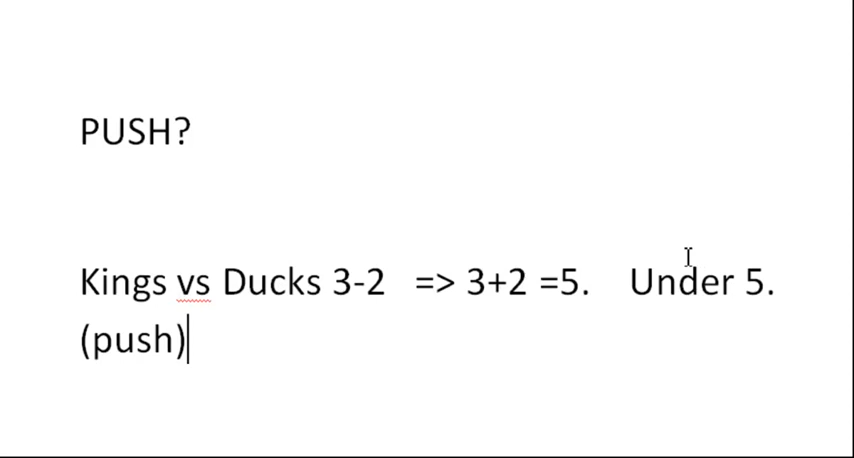 PUSH?
Kings vs Ducks 3-2 => 3+2 =5. Under 5.
(push)